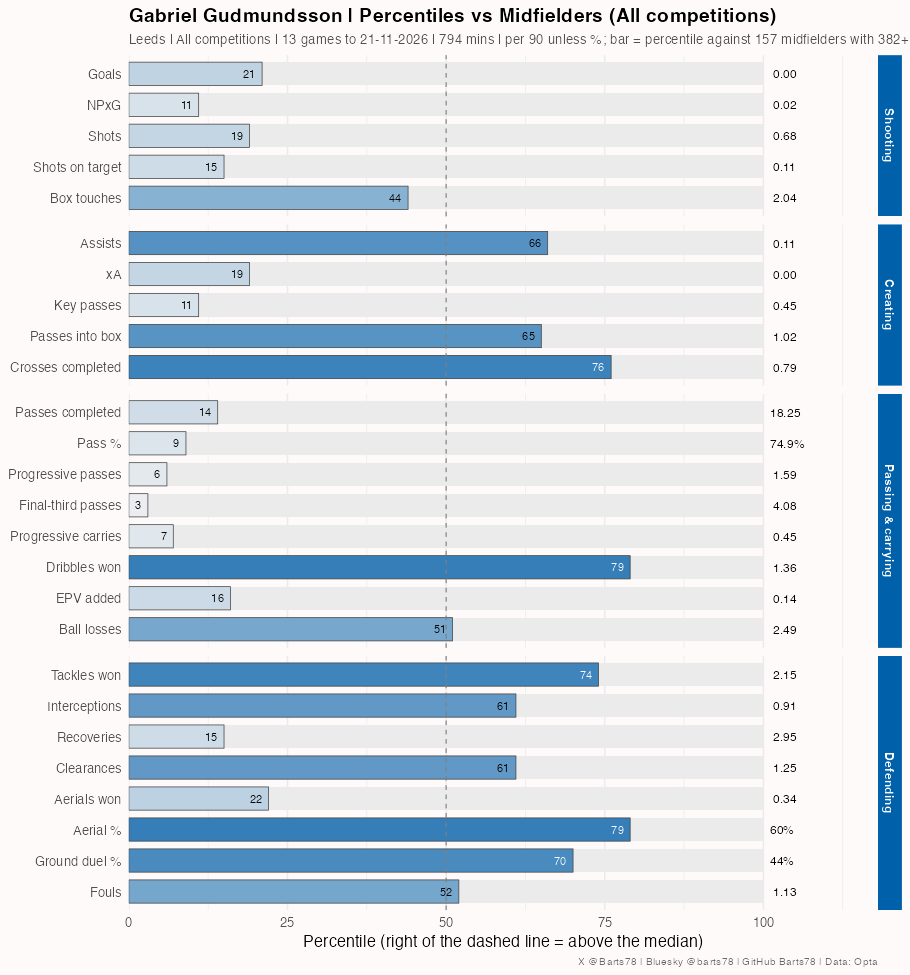 Gabriel Gudmundsson | Percentiles vs Midfielders (All competitions)
Leeds | All competitions | 13 games to 21-11-2026 | 794 mins | per 90 unless %; bar = percentile against 157 midfielders with 382+
Goals 21 0.00
NPxG 11 0.02
Shots 19 0.68
Shots on target 15 0.11
Box touches 44 2.04
Shooting
Assists 66 0.11
xA 19 0.00
Key passes 11 0.45
Passes into box 65 1.02
Crosses completed 76 0.79
Creating
Passes completed 14 18.25
Pass % 9 74.9%
Progressive passes 6 1.59
Final-third passes 3 4.08
Progressive carries 7 0.45
Dribbles won 79 1.36
EPV added 16 0.14
Ball losses 51 2.49
Passing & carrying
Tackles won 74 2.15
Interceptions 61 0.91
Recoveries 15 2.95
Clearances 61 1.25
Aerials won 22 0.34
Aerial % 79 60%
Ground duel % 70 44%
Fouls 52 1.13
Defending
0 25 50 75 100
Percentile (right of the dashed line = above the median)
X @Barts78 | Bluesky @barts78 | GitHub Barts78 | Data: Opta